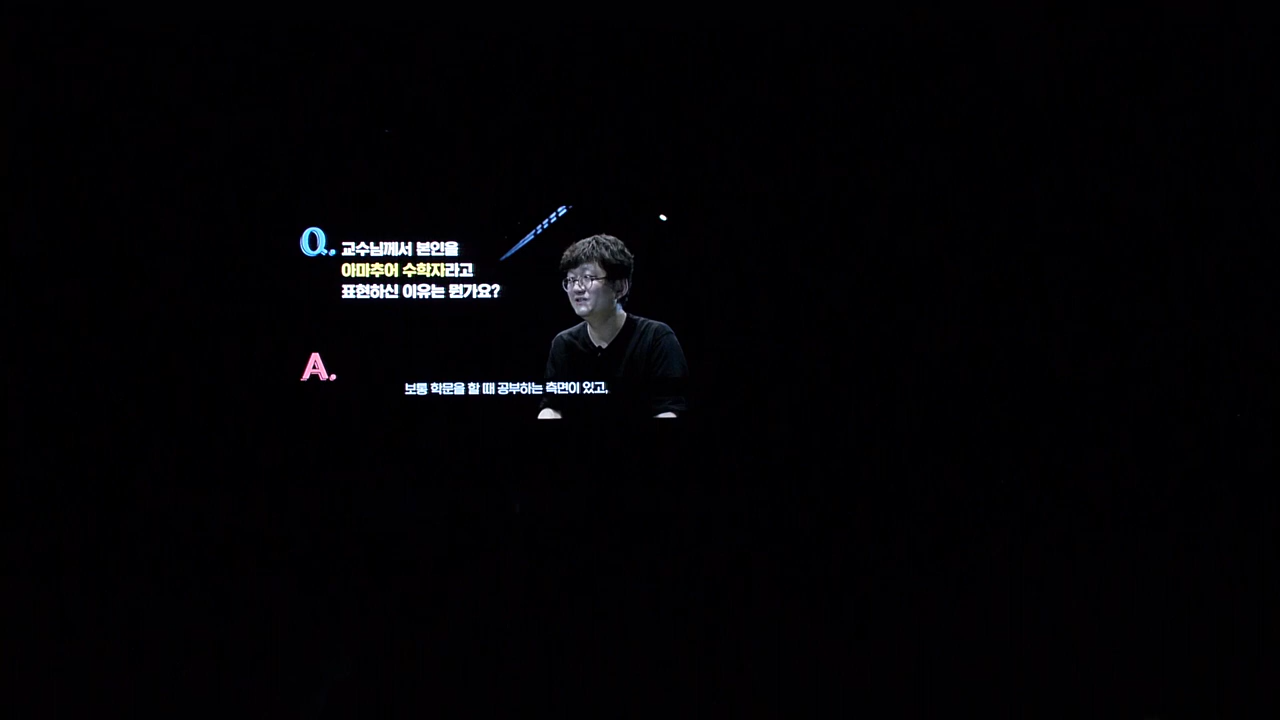 Q. 교수님께서 본인을
아마추어 수학자라고
표현하신 이유는 뭔가요?
A.
보통 학문을 할 때 공부하는 측면이 있고,